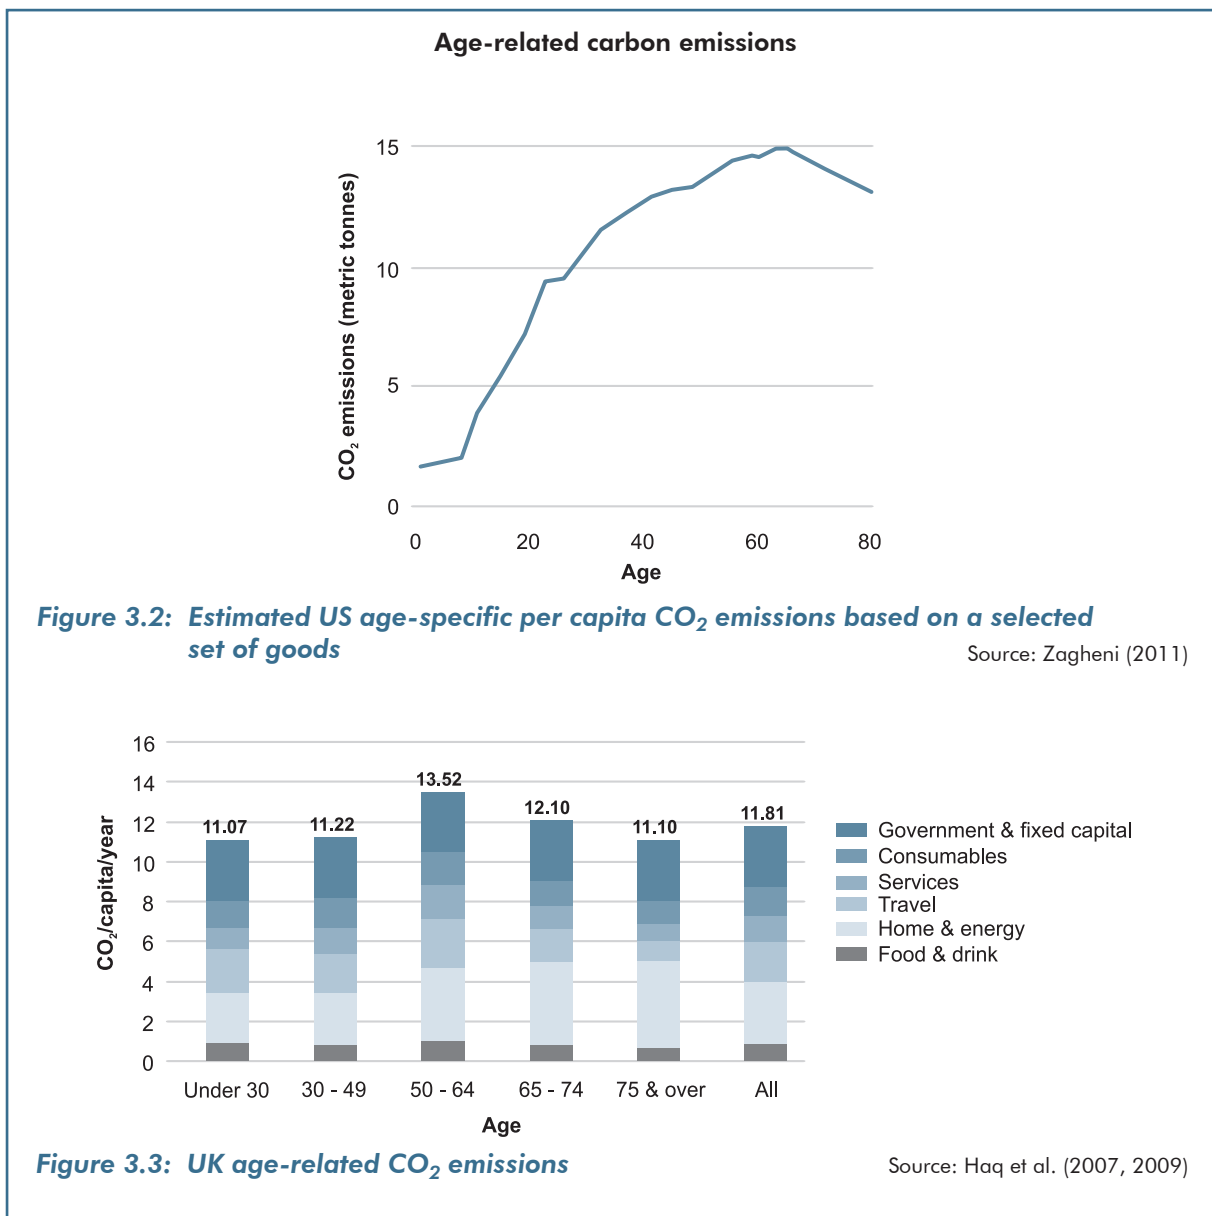 Age-related carbon emissions
CO₂ emissions (metric tonnes)
15
10
5
0
0 20 40 60 80
Age
Figure 3.2: Estimated US age-specific per capita CO₂ emissions based on a selected
set of goods
Source: Zagheni (2011)
CO₂/capita/year
16
14
12
10
8
6
4
2
0
11.07 11.22 13.52 12.10 11.10 11.81
Under 30 30 - 49 50 - 64 65 - 74 75 & over All
Age
Government & fixed capital
Consumables
Services
Travel
Home & energy
Food & drink
Figure 3.3: UK age-related CO₂ emissions
Source: Haq et al. (2007, 2009)